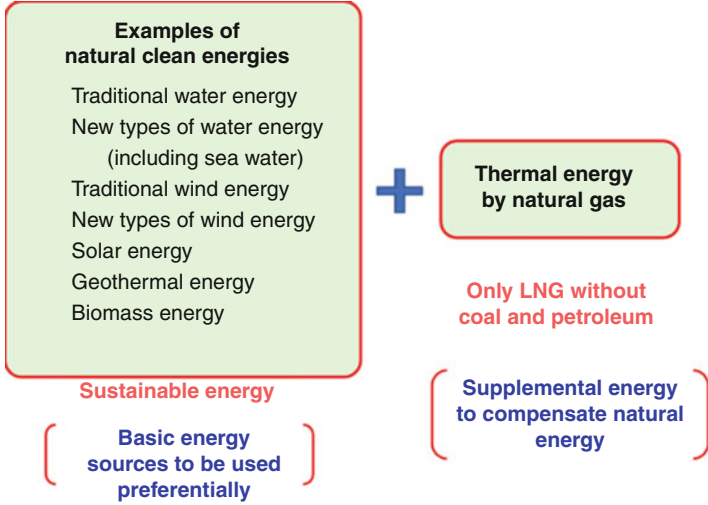 Examples of
natural clean energies
Traditional water energy
New types of water energy
(including sea water)
Traditional wind energy
New types of wind energy
Solar energy
Geothermal energy
Biomass energy
Sustainable energy
Basic energy
sources to be used
preferentially
+
Thermal energy
by natural gas
Only LNG without
coal and petroleum
Supplemental energy
to compensate natural
energy